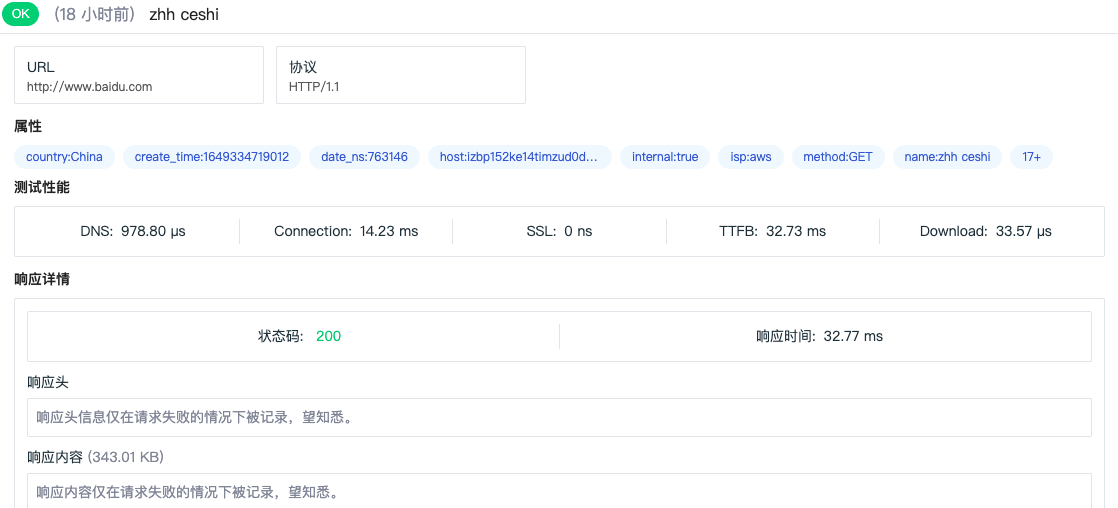 OK （18 小时前） zhh ceshi
URL
http://www.baidu.com
协议
HTTP/1.1
属性
country:China create_time:1649334719012 date_ns:763146 host:izbp152ke14timzud0d... internal:true isp:aws method:GET name:zhh ceshi 17+
测试性能
DNS: 978.80 µs Connection: 14.23 ms SSL: 0 ns TTFB: 32.73 ms Download: 33.57 µs
响应详情
状态码: 200 响应时间: 32.77 ms
响应头
响应头信息仅在请求失败的情况下被记录，望知悉。
响应内容 (343.01 KB)
响应内容仅在请求失败的情况下被记录，望知悉。